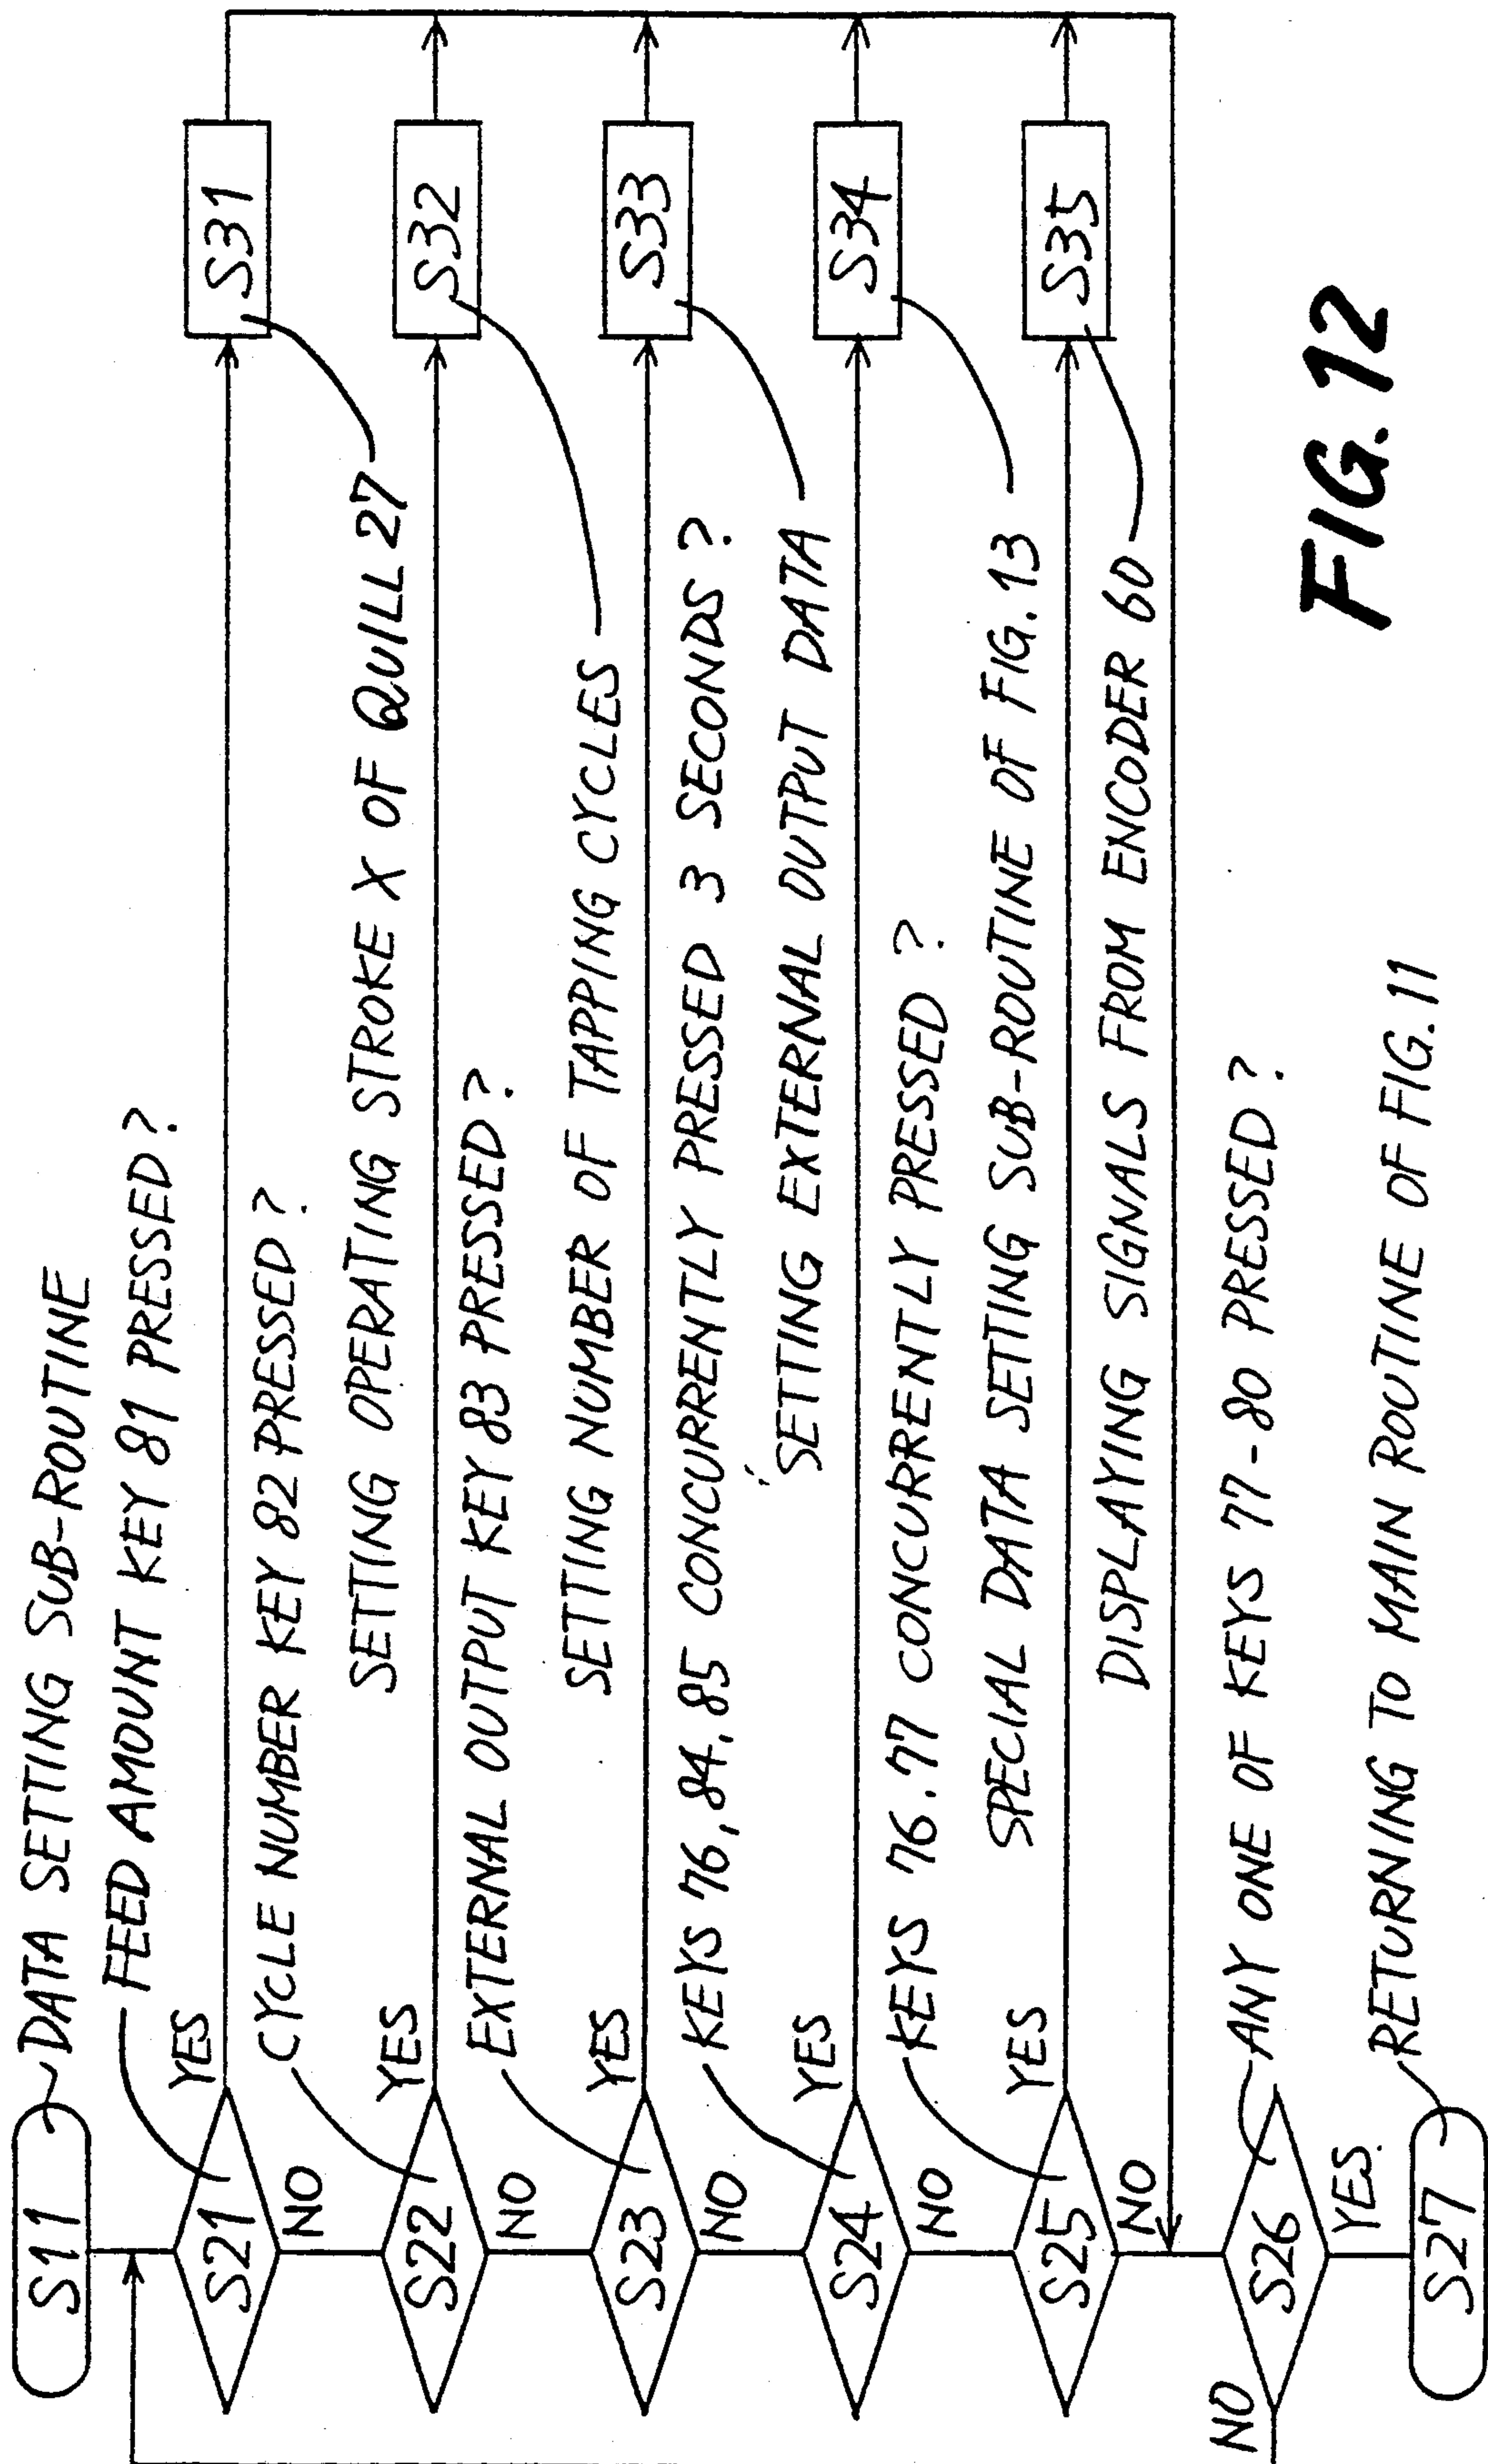 S11
DATA SETTING SUB-ROUTINE
FEED AMOUNT KEY 81 PRESSED?
S21
YES
S31
NO
CYCLE NUMBER KEY 82 PRESSED?
SETTING OPERATING STROKE X OF QUILL 27
S22
YES
S32
NO
EXTERNAL OUTPUT KEY 83 PRESSED?
SETTING NUMBER OF TAPPING CYCLES
S23
YES
S33
NO
KEYS 76, 84, 85 CONCURRENTLY PRESSED 3 SECONDS?
SETTING EXTERNAL OUTPUT DATA
S24
YES
S34
NO
KEYS 76.77 CONCURRENTLY PRESSED?
SPECIAL DATA SETTING SUB-ROUTINE OF FIG.13
S25
YES
S35
NO
DISPLAYING SIGNALS FROM ENCODER 60
NO
S26
ANY ONE OF KEYS 77-80 PRESSED?
YES
S27
RETURNING TO MAIN ROUTINE OF FIG.11
FIG.12